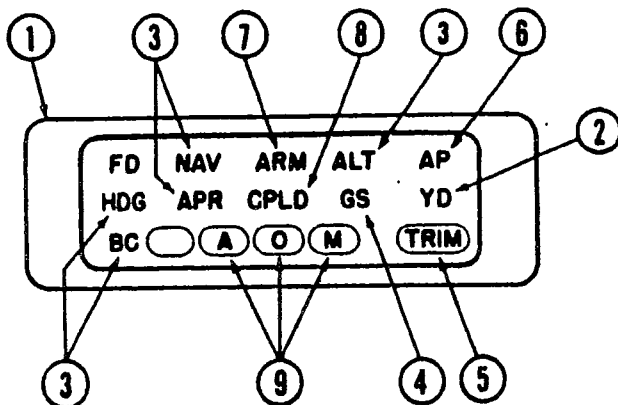 1 3 7 8 3 6
2
FD NAV ARM ALT AP
HDG APR CPLD GS YD
BC A O M TRIM
3 9 4 5